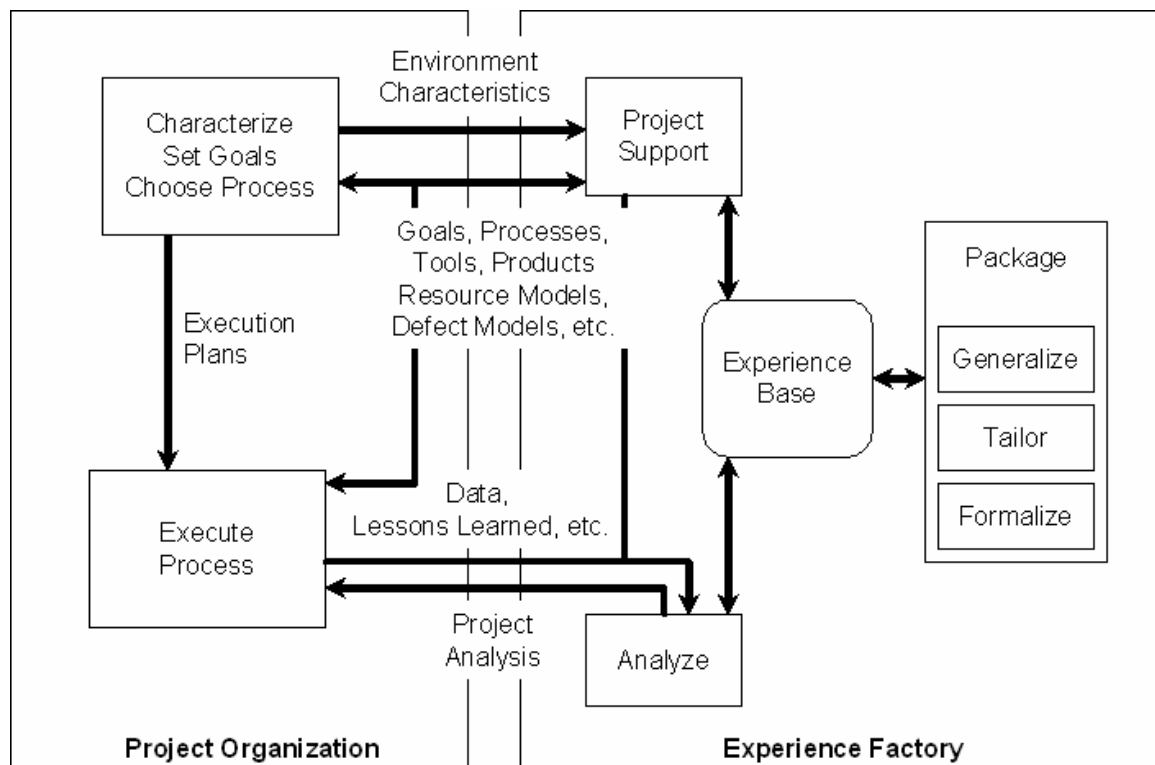 Environment
Characteristics
Characterize
Set Goals
Choose Process
Project
Support
Goals, Processes,
Tools, Products
Resource Models,
Defect Models, etc.
Package
Execution
Plans
Experience
Base
Generalize
Tailor
Formalize
Data,
Lessons Learned, etc.
Execute
Process
Project
Analysis
Analyze
Project Organization
Experience Factory